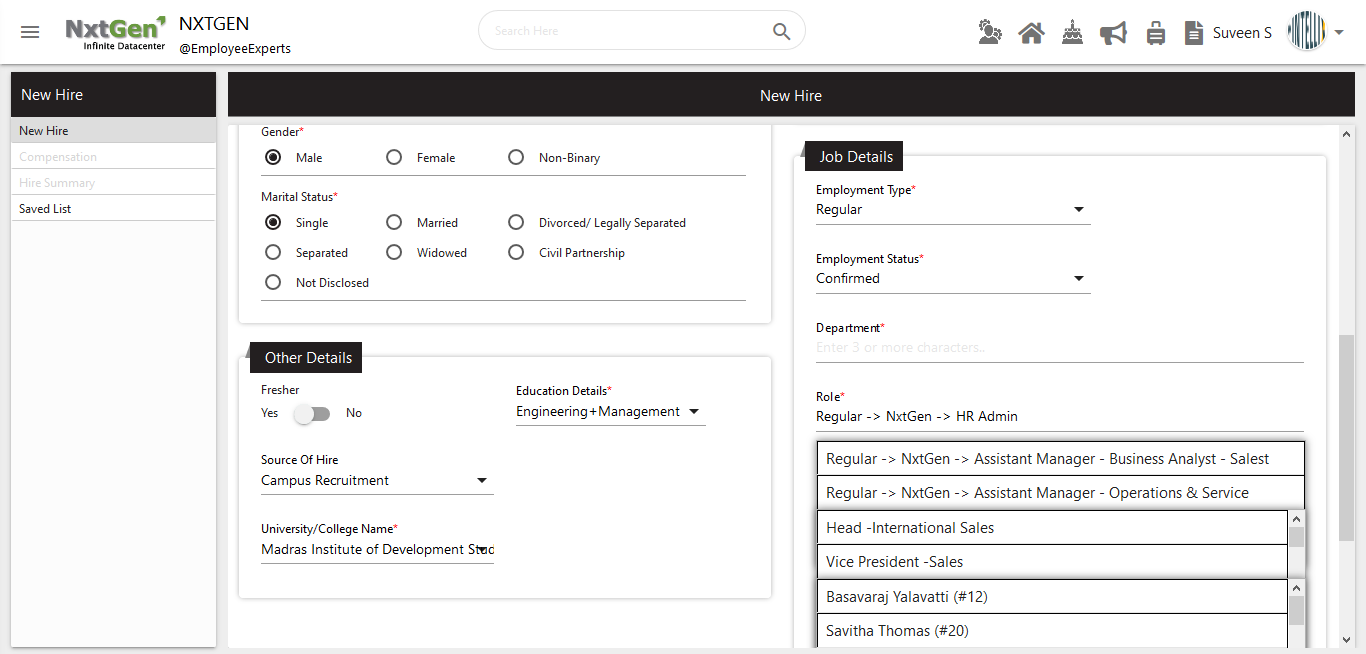 NxtGen
Infinite Datacenter
NXTGEN
@EmployeeExperts
Search Here
Suveen S
INTELLI
New Hire
New Hire
Compensation
Hire Summary
Saved List
New Hire
Gender*
Male Female Non-Binary
Marital Status*
Single Married Divorced/ Legally Separated
Separated Widowed Civil Partnership
Not Disclosed
Other Details
Fresher
Yes No
Education Details*
Engineering+Management
Source Of Hire
Campus Recruitment
University/College Name*
Madras Institute of Development Stud
Job Details
Employment Type*
Regular
Employment Status*
Confirmed
Department*
Enter 3 or more characters..
Role*
Regular -> NxtGen -> HR Admin
Regular -> NxtGen -> Assistant Manager - Business Analyst - Salest
Regular -> NxtGen -> Assistant Manager - Operations & Service
Head -International Sales
Vice President -Sales
Basavaraj Yalavatti (#12)
Savitha Thomas (#20)